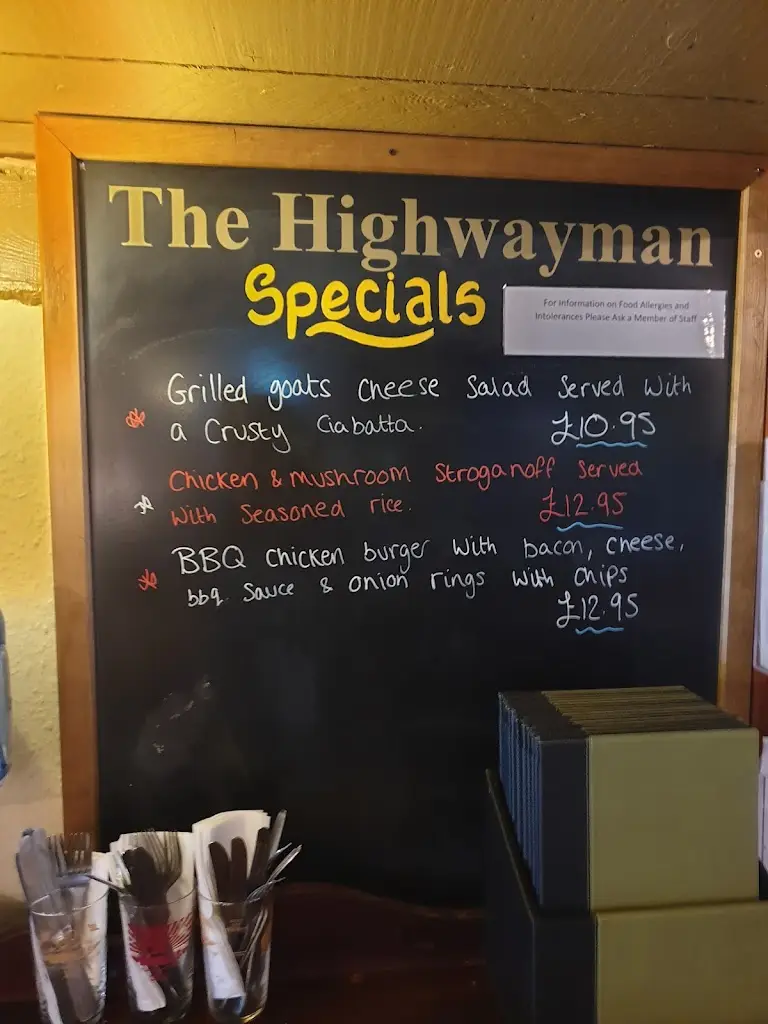 The Highwayman
Specials
For Information on Food Allergies and
Intolerances Please Ask a Member of Staff
Grilled goats cheese Salad Served with
a Crusty Ciabatta. £10.95
Chicken & mushroom Stroganoff Served
With Seasoned rice. £12.95
BBQ Chicken burger With bacon, cheese,
bbq. Sauce & onion rings with chips
£12.95